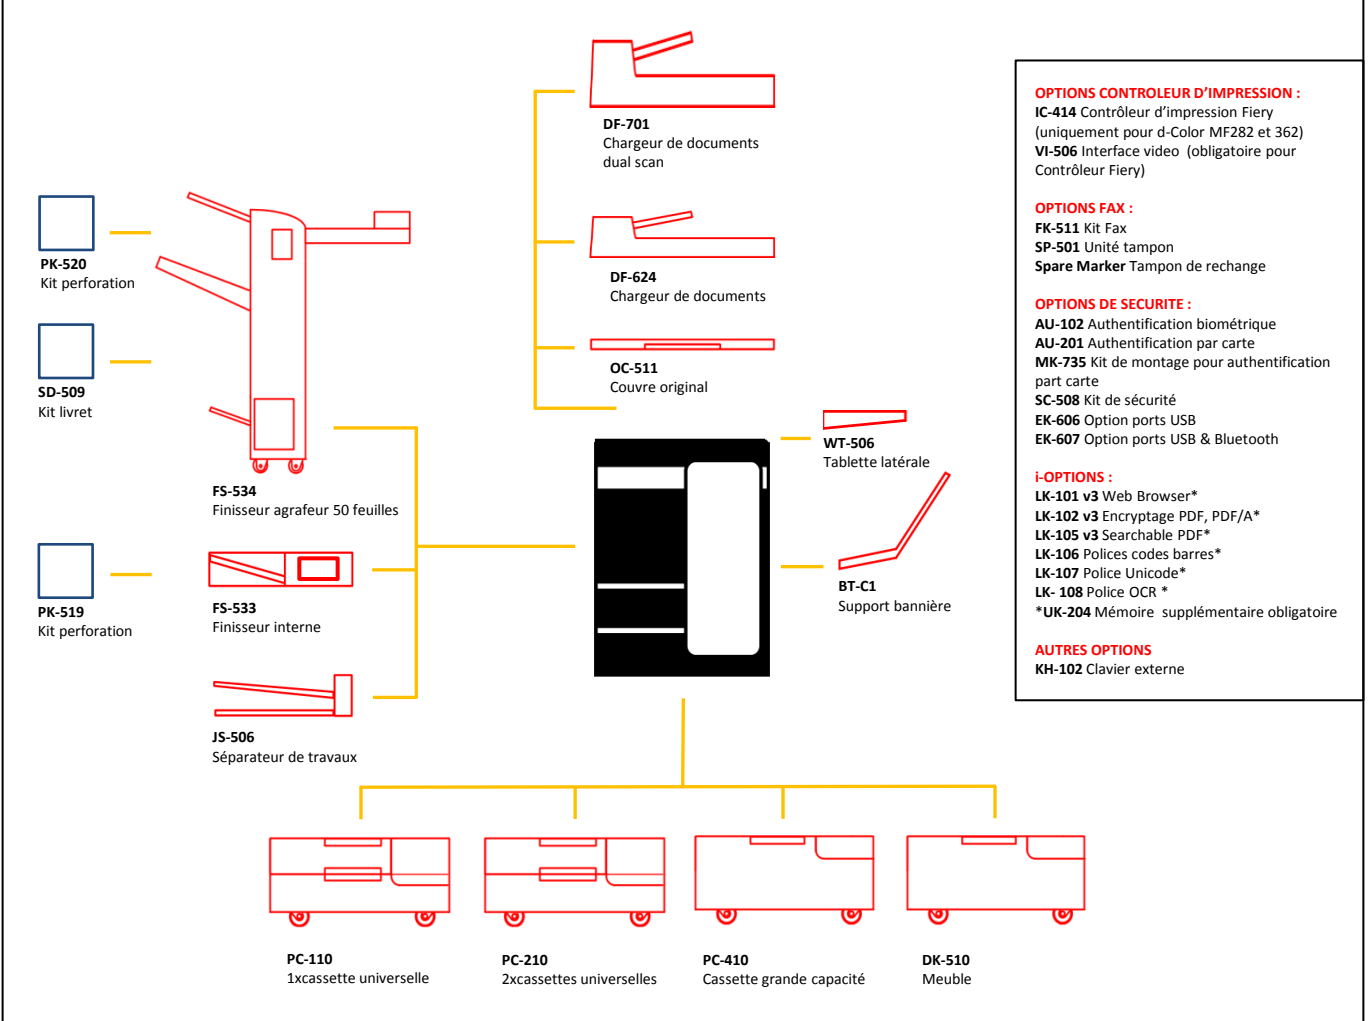 DF-701
Chargeur de documents
dual scan
PK-520
Kit perforation
DF-624
Chargeur de documents
SD-509
Kit livret
OC-511
Couvre original
WT-506
Tablette latérale
FS-534
Finisseur agrafeur 50 feuilles
BT-C1
Support bannière
PK-519
Kit perforation
FS-533
Finisseur interne
JS-506
Séparateur de travaux
PC-110
1xcassette universelle
PC-210
2xcassettes universelles
PC-410
Cassette grande capacité
DK-510
Meuble
OPTIONS CONTROLEUR D’IMPRESSION :
IC-414 Contrôleur d’impression Fiery
(uniquement pour d-Color MF282 et 362)
VI-506 Interface video (obligatoire pour
Contrôleur Fiery)
OPTIONS FAX :
FK-511 Kit Fax
SP-501 Unité tampon
Spare Marker Tampon de rechange
OPTIONS DE SECURITE :
AU-102 Authentification biométrique
AU-201 Authentification par carte
MK-735 Kit de montage pour authentification
part carte
SC-508 Kit de sécurité
EK-606 Option ports USB
EK-607 Option ports USB & Bluetooth
i-OPTIONS :
LK-101 v3 Web Browser*
LK-102 v3 Encryptage PDF, PDF/A*
LK-105 v3 Searchable PDF*
LK-106 Polices codes barres*
LK-107 Police Unicode*
LK- 108 Police OCR *
*UK-204 Mémoire supplémentaire obligatoire
AUTRES OPTIONS
KH-102 Clavier externe